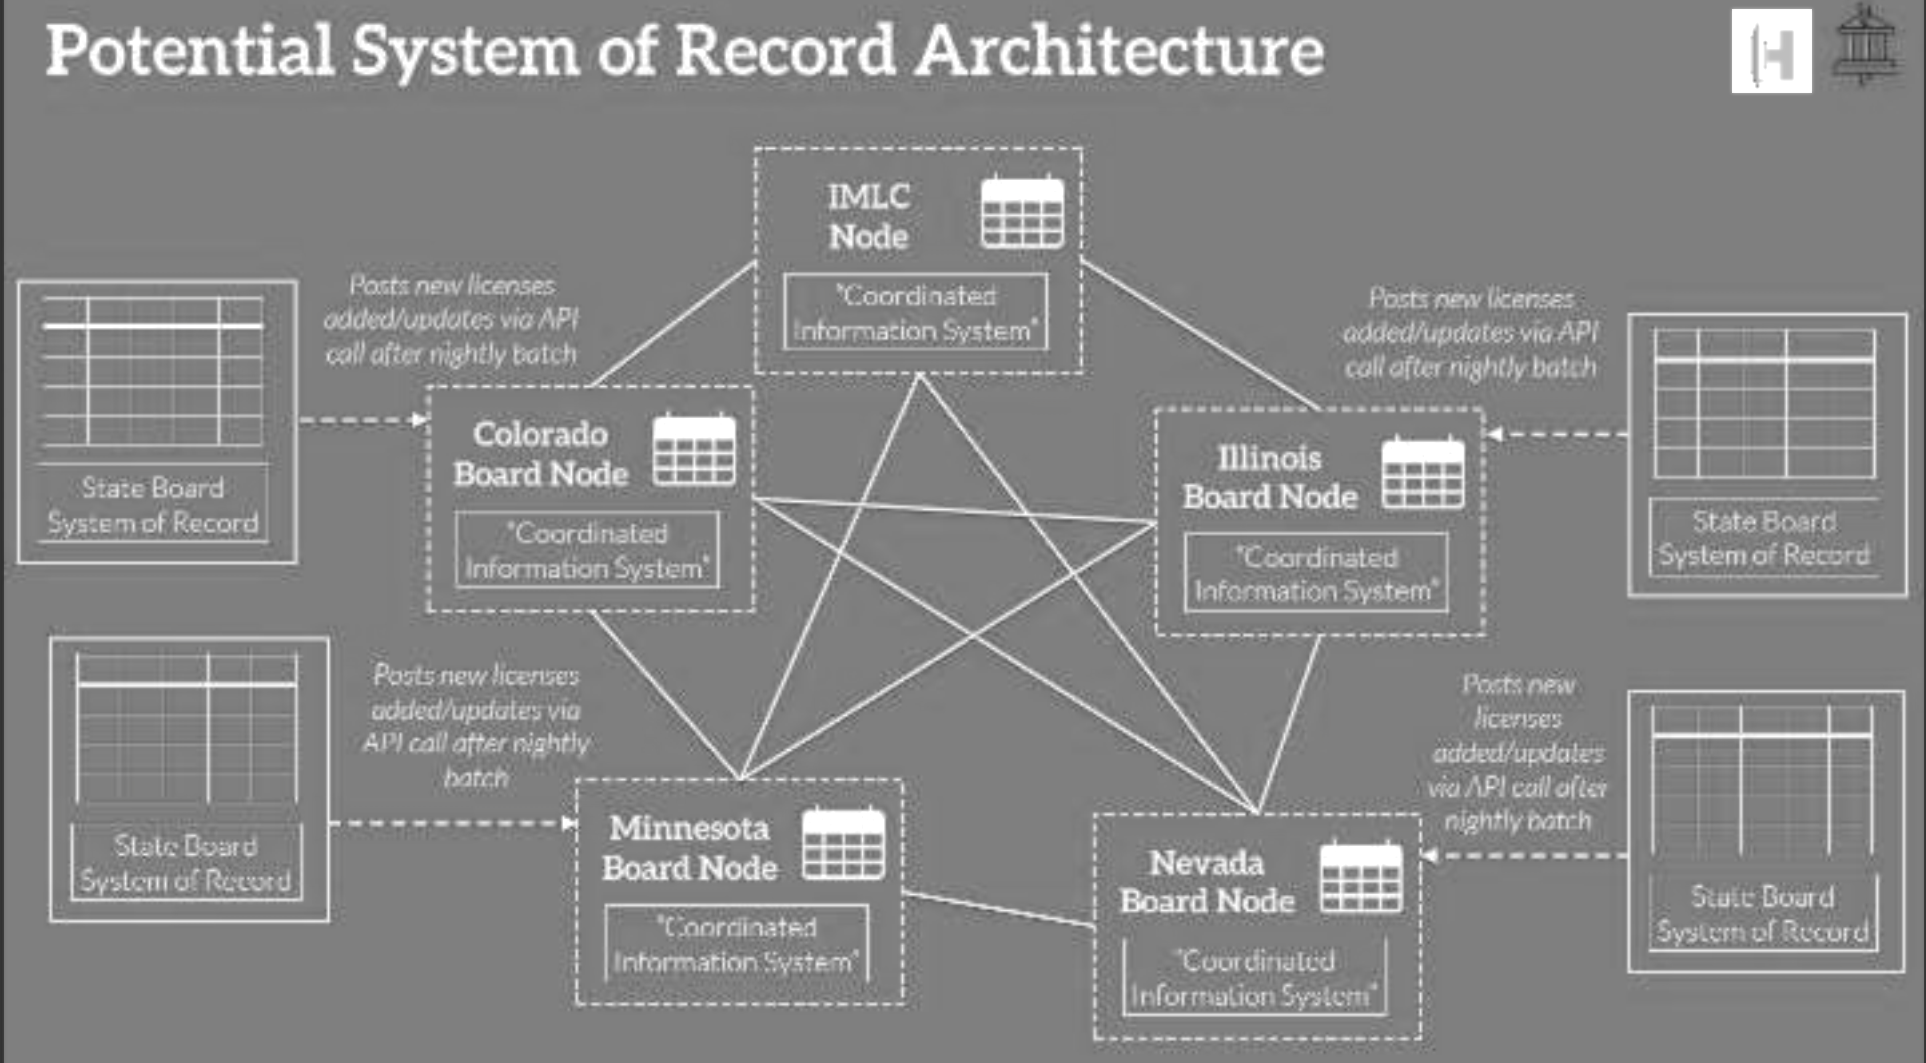 Potential System of Record Architecture
IMLC
Node
"Coordinated
Information System"
Posts new licenses
added/updates via API
call after nightly batch
State Board
System of Record
Colorado
Board Node
"Coordinated
Information System"
Posts new licenses
added/updates via API
call after nightly batch
Illinois
Board Node
"Coordinated
Information System"
State Board
System of Record
Posts new licenses
added/updates via
API call after nightly
batch
State Board
System of Record
Minnesota
Board Node
"Coordinated
Information System"
Posts new
licenses
added/updates
via API call after
nightly batch
Nevada
Board Node
"Coordinated
Information System"
State Board
System of Record